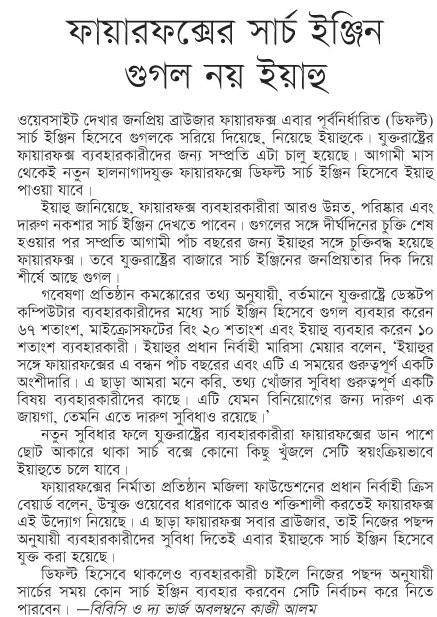 ফায়ারফক্সের সার্চ ইঞ্জিন
গুগল নয় ইয়াহু
ওয়েবসাইট দেখার জনপ্রিয় ব্রাউজার ফায়ারফক্স এবার পূর্বনির্ধারিত (ডিফল্ট)
সার্চ ইঞ্জিন হিসেবে গুগলকে সরিয়ে দিয়েছে, নিয়েছে ইয়াহুকে। যুক্তরাষ্ট্রের
ফায়ারফক্স ব্যবহারকারীদের জন্য সম্প্রতি এটা চালু হয়েছে। আগামী মাস
থেকেই নতুন হালনাগাদযুক্ত ফায়ারফক্সে ডিফল্ট সার্চ ইঞ্জিন হিসেবে ইয়াহু
পাওয়া যাবে।
ইয়াহু জানিয়েছে, ফায়ারফক্স ব্যবহারকারীরা আরও উন্নত, পরিষ্কার এবং
দারুণ নকশার সার্চ ইঞ্জিন দেখতে পাবেন। গুগলের সঙ্গে দীর্ঘদিনের চুক্তি শেষ
হওয়ার পর সম্প্রতি আগামী পাঁচ বছরের জন্য ইয়াহুর সঙ্গে চুক্তিবদ্ধ হয়েছে
ফায়ারফক্স। তবে যুক্তরাষ্ট্রের বাজারে সার্চ ইঞ্জিনের জনপ্রিয়তার দিক দিয়ে
শীর্ষে আছে গুগল।
গবেষণা প্রতিষ্ঠান কমস্কোরের তথ্য অনুযায়ী, বর্তমানে যুক্তরাষ্ট্রে ডেস্কটপ
কম্পিউটার ব্যবহারকারীদের মধ্যে সার্চ ইঞ্জিন হিসেবে গুগল ব্যবহার করেন
৬৭ শতাংশ, মাইক্রোসফটের বিং ২০ শতাংশ এবং ইয়াহু ব্যবহার করেন ১০
শতাংশ ব্যবহারকারী। ইয়াহুর প্রধান নির্বাহী মারিসা মেয়ার বলেন, ‘ইয়াহুর
সঙ্গে ফায়ারফক্সের এ বন্ধন পাঁচ বছরের এবং এটি এ সময়ের গুরুত্বপূর্ণ একটি
অংশীদারি। এ ছাড়া আমরা মনে করি, তথ্য খোঁজার সুবিধা গুরুত্বপূর্ণ একটি
বিষয় ব্যবহারকারীদের কাছে। এটি যেমন বিনিয়োগের জন্য দারুণ এক
জায়গা, তেমনি এতে দারুণ সুবিধাও রয়েছে।’
নতুন সুবিধার ফলে যুক্তরাষ্ট্রের ব্যবহারকারীরা ফায়ারফক্সের ডান পাশে
ছোট আকারে থাকা সার্চ বক্সে কোনো কিছু খুঁজলে সেটি স্বয়ংক্রিয়ভাবে
ইয়াহুতে চলে যাবে।
ফায়ারফক্সের নির্মাতা প্রতিষ্ঠান মজিলা ফাউন্ডেশনের প্রধান নির্বাহী ক্রিস
বেয়ার্ড বলেন, উন্মুক্ত ওয়েবের ধারণাকে আরও শক্তিশালী করতেই ফায়ারফক্স
এই উদ্যোগ নিয়েছে। এ ছাড়া ফায়ারফক্স সবার ব্রাউজার, তাই নিজের পছন্দ
অনুযায়ী ব্যবহারকারীদের সুবিধা দিতেই এবার ইয়াহুকে সার্চ ইঞ্জিন হিসেবে
যুক্ত করা হয়েছে।
ডিফল্ট হিসেবে থাকলেও ব্যবহারকারী চাইলে নিজের পছন্দ অনুযায়ী
সার্চের সময় কোন সার্চ ইঞ্জিন ব্যবহার করবেন সেটি নির্বাচন করে নিতে
পারবেন। —বিবিসি ও দ্য ভার্জ অবলম্বনে কাজী আলম